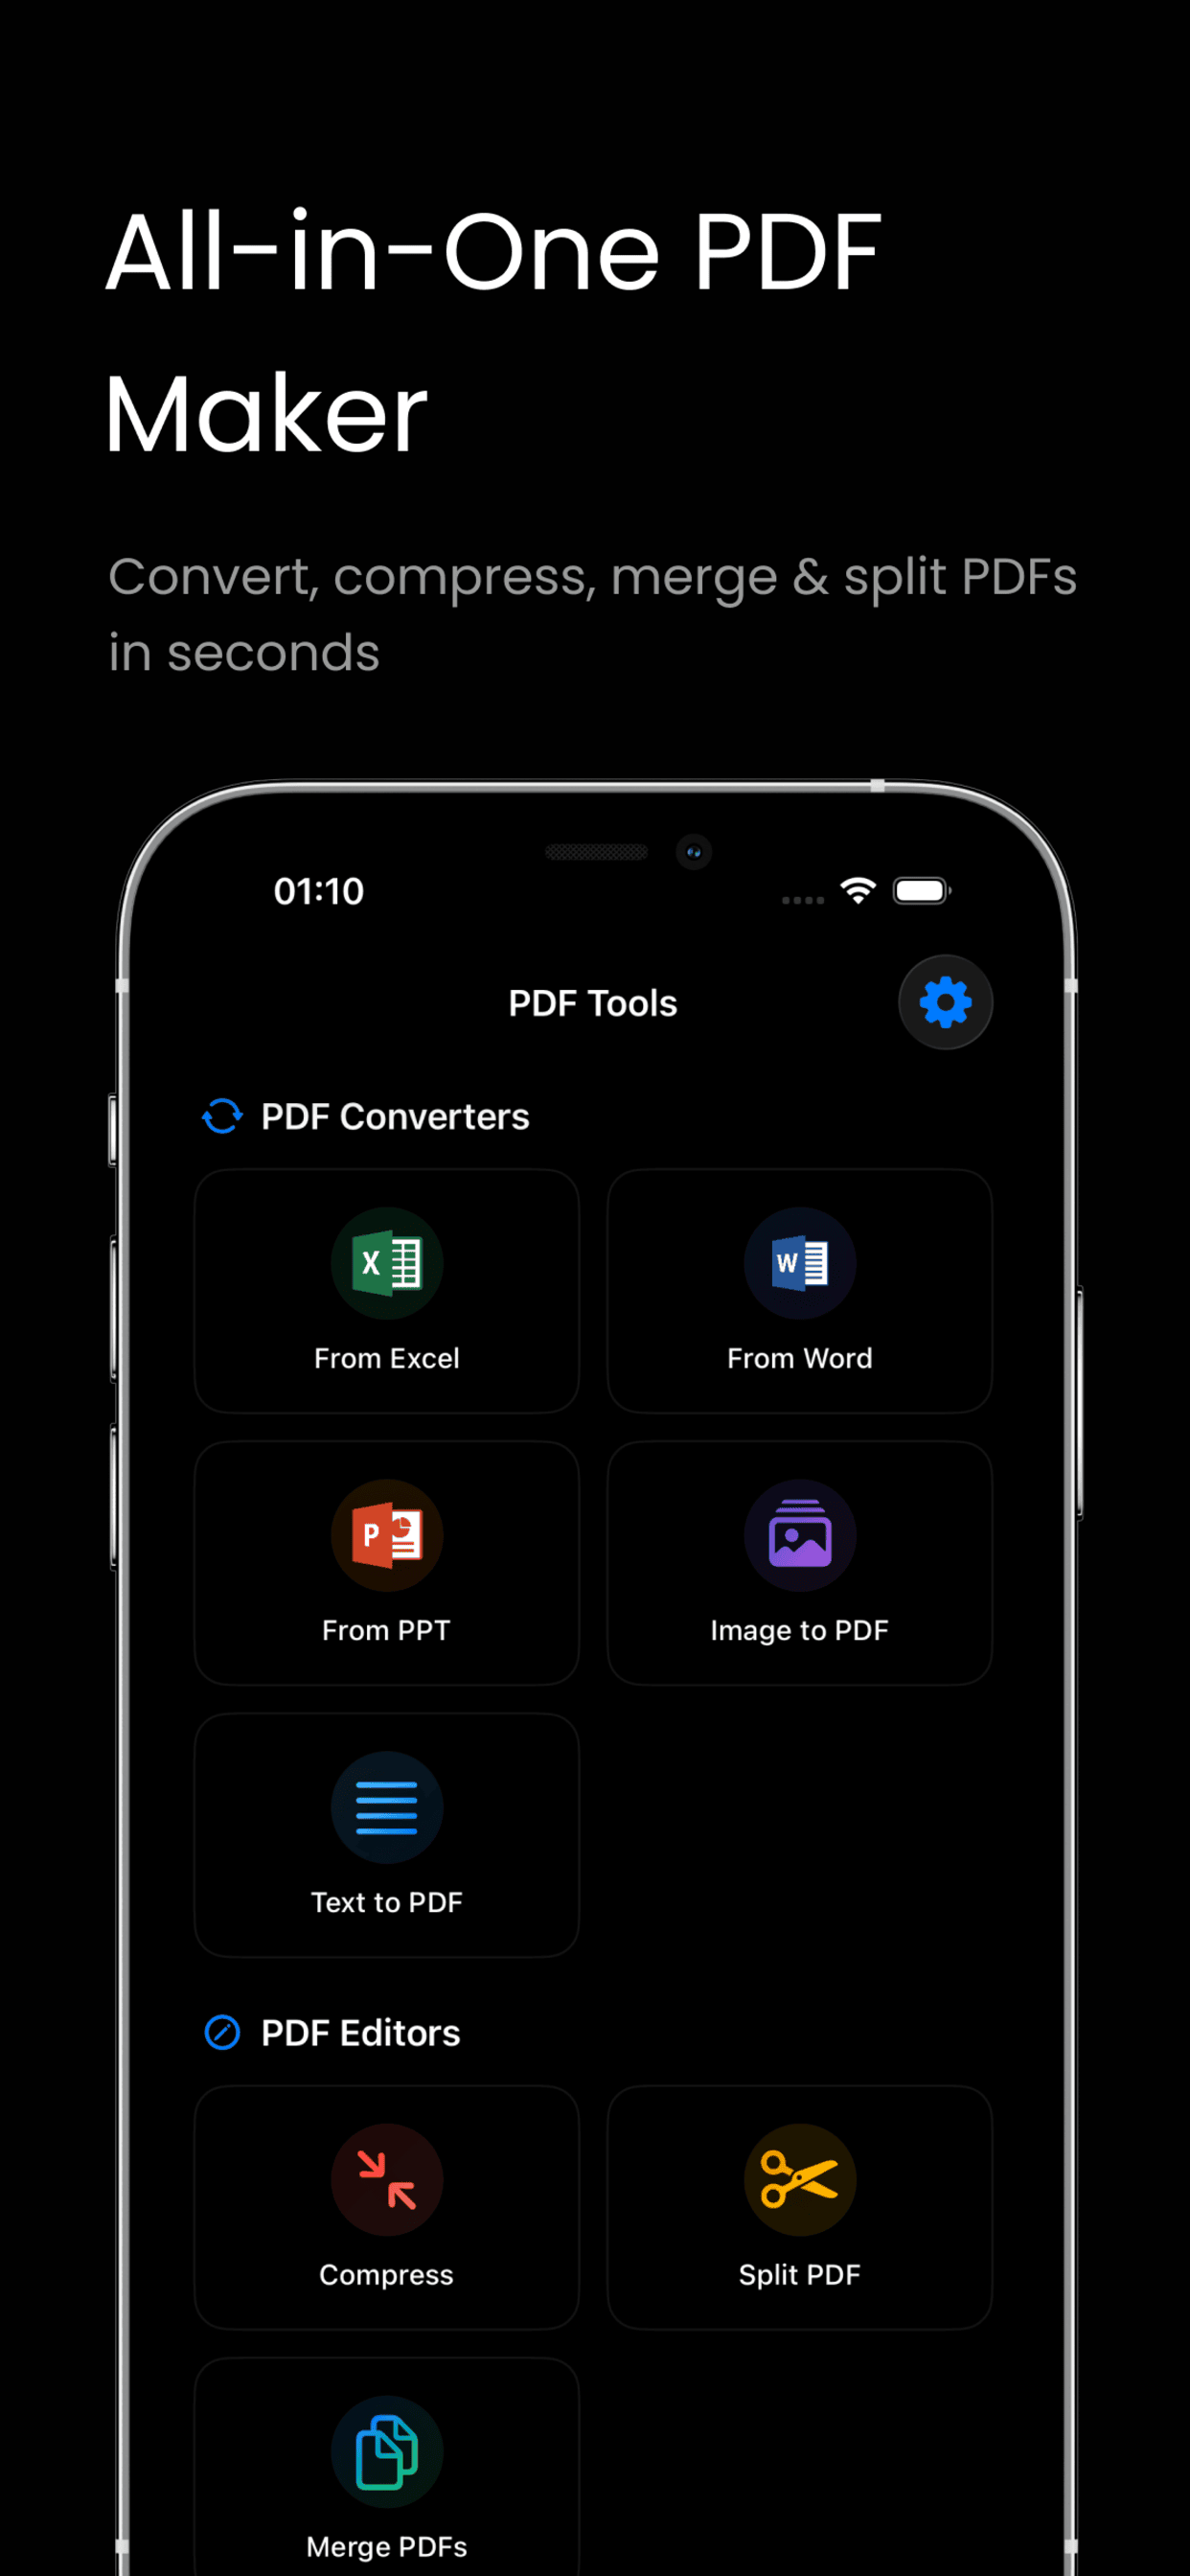 All-in-One PDF
Maker
Convert, compress, merge & split PDFs
in seconds
01:10
PDF Tools
PDF Converters
X
W
From Excel
From Word
P
From PPT
Image to PDF
Text to PDF
PDF Editors
Compress
Split PDF
Merge PDFs